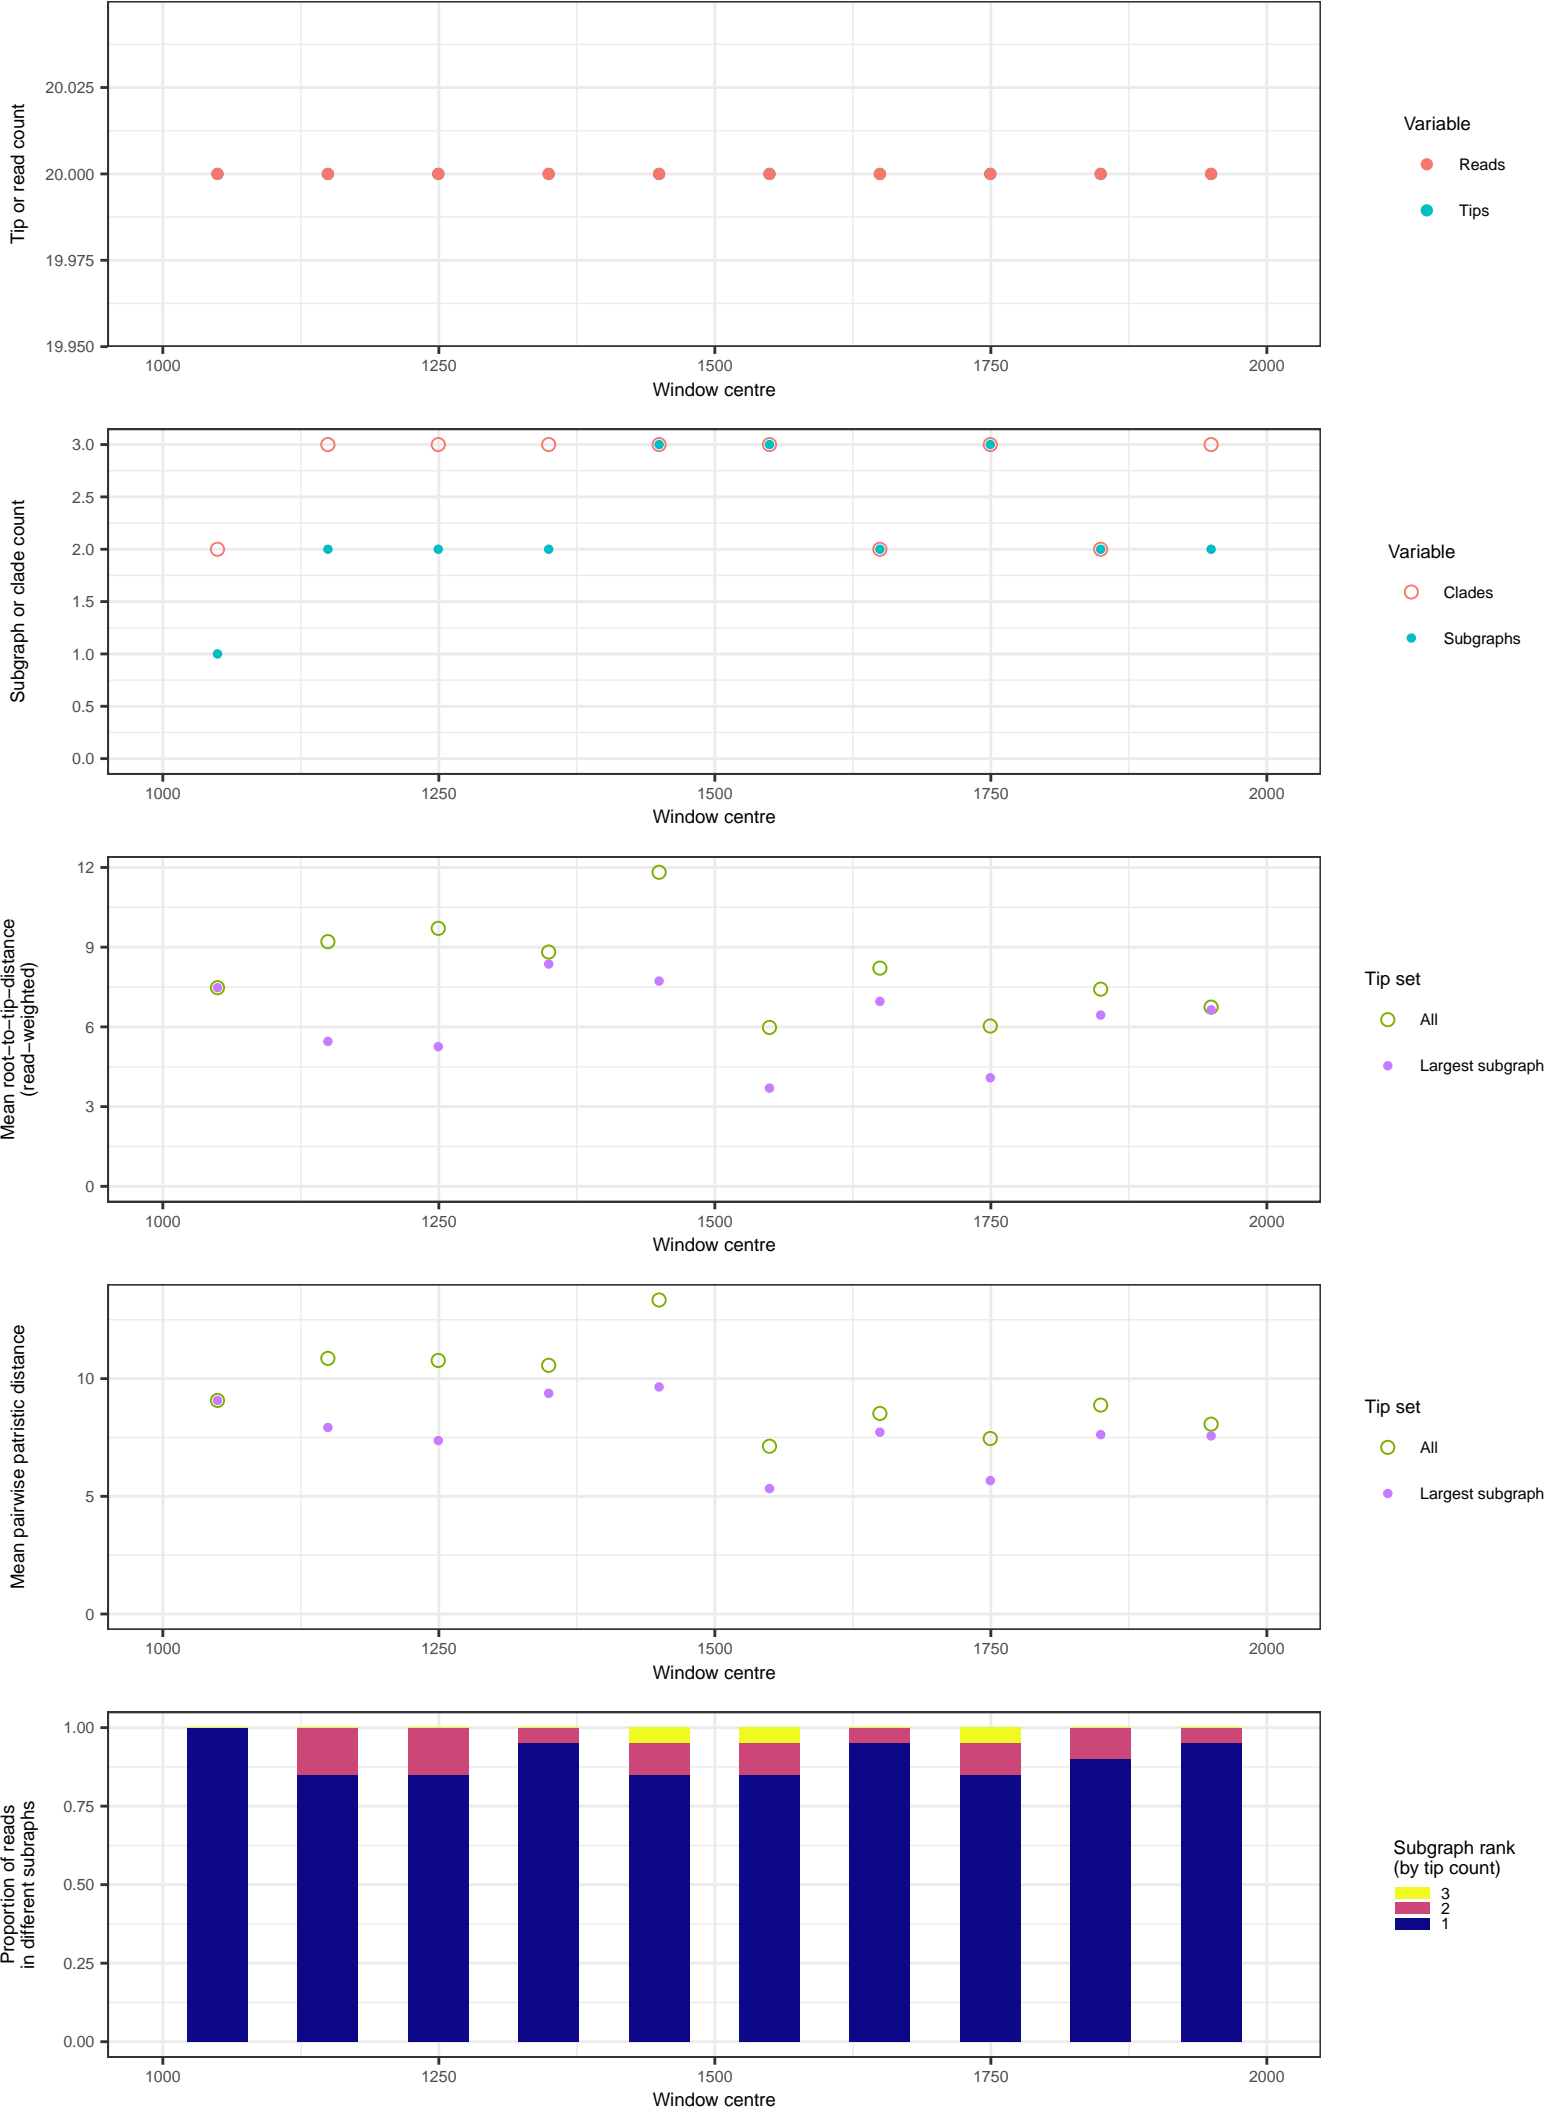 20.025
20.000
19.975
19.950
Tip or read count
1000 1250 1500 1750 2000
Window centre
Variable
Reads
Tips
3.0
2.5
2.0
1.5
1.0
0.5
0.0
Subgraph or clade count
1000 1250 1500 1750 2000
Window centre
Variable
Clades
Subgraphs
12
9
6
3
0
Mean root−to−tip−distance
(read−weighted)
1000 1250 1500 1750 2000
Window centre
Tip set
All
Largest subgraph
10
5
0
Mean pairwise patristic distance
1000 1250 1500 1750 2000
Window centre
Tip set
All
Largest subgraph
1.00
0.75
0.50
0.25
0.00
Proportion of reads
in different subraphs
1000 1250 1500 1750 2000
Window centre
Subgraph rank
(by tip count)
3
2
1